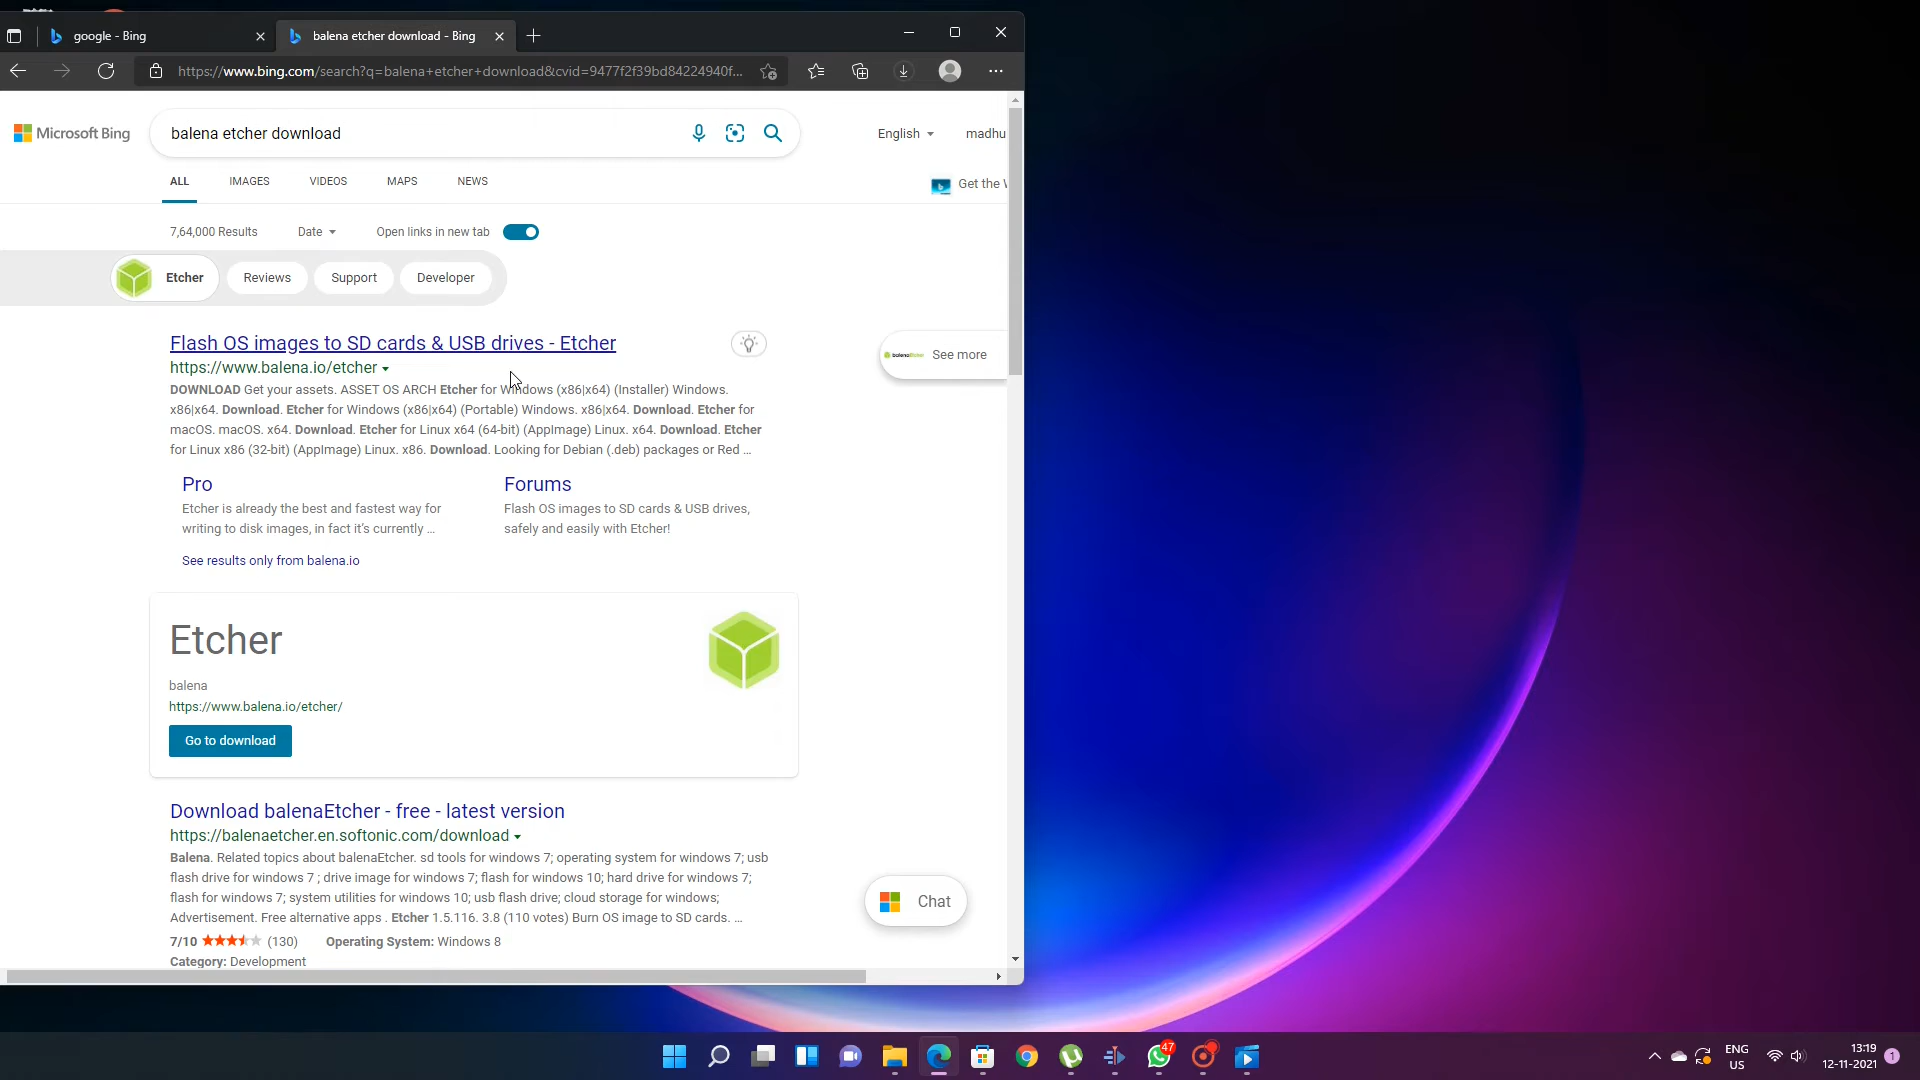 google - Bing
balena etcher download - Bing
https://www.bing.com/search?q=balena+etcher+download&cvid=9477f2f39bd84224940f...
Microsoft Bing
balena etcher download
English
madhu
ALL
IMAGES
VIDEOS
MAPS
NEWS
Get the
7,64,000 Results
Date
Open links in new tab
Etcher
Reviews
Support
Developer
Flash OS images to SD cards & USB drives - Etcher
https://www.balena.io/etcher
DOWNLOAD Get your assets. ASSET OS ARCH Etcher for Windows (x86|x64) (Installer) Windows.
x86|x64. Download. Etcher for Windows (x86|x64) (Portable) Windows. x86|x64. Download. Etcher for
macOS. macOS. x64. Download. Etcher for Linux x64 (64-bit) (AppImage) Linux. x64. Download. Etcher
for Linux x86 (32-bit) (AppImage) Linux. x86. Download. Looking for Debian (.deb) packages or Red ...
balenaEtcher
See more
Pro
Etcher is already the best and fastest way for
writing to disk images, in fact it's currently ...
Forums
Flash OS images to SD cards & USB drives,
safely and easily with Etcher!
See results only from balena.io
Etcher
balena
https://www.balena.io/etcher/
Go to download
Download balenaEtcher - free - latest version
https://balenaetcher.en.softonic.com/download
Balena. Related topics about balenaEtcher. sd tools for windows 7; operating system for windows 7; usb
flash drive for windows 7 ; drive image for windows 7; flash for windows 10; hard drive for windows 7;
flash for windows 7; system utilities for windows 10; usb flash drive; cloud storage for windows;
Advertisement. Free alternative apps . Etcher 1.5.116. 3.8 (110 votes) Burn OS image to SD cards. ...
7/10 (130) Operating System: Windows 8
Category: Development
Chat
47
ENG
US
13:19
12-11-2021
1